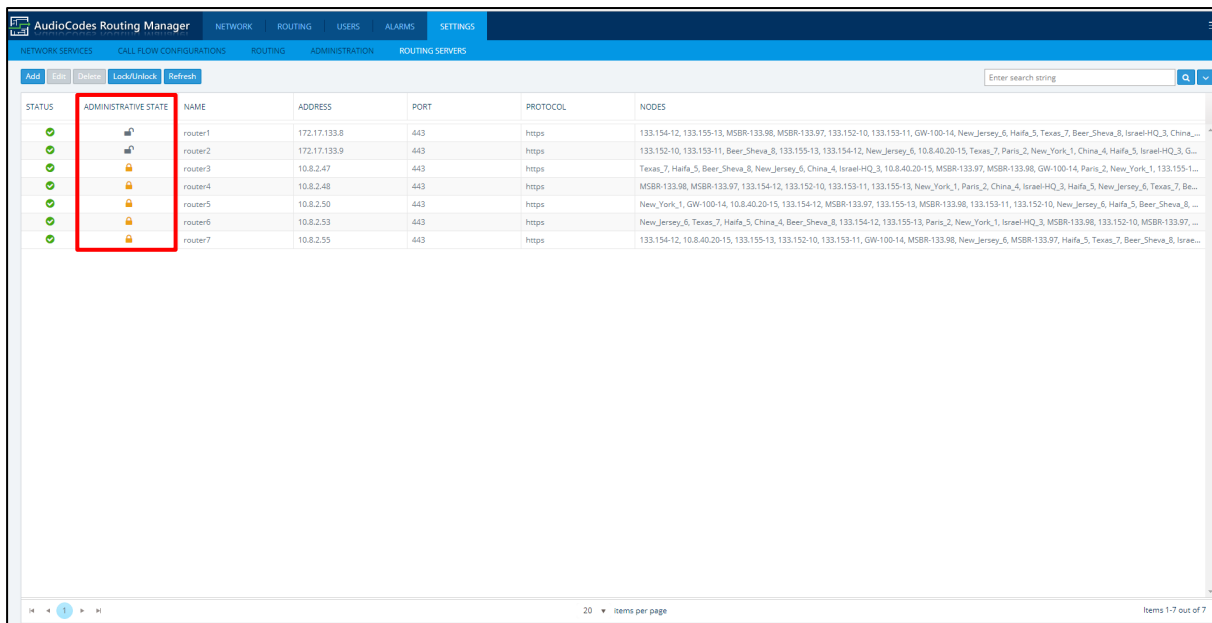 AudioCodes Routing Manager NETWORK ROUTING USERS ALARMS SETTINGS
NETWORK SERVICES CALL FLOW CONFIGURATIONS ROUTING ADMINISTRATION ROUTING SERVERS
Add Edit Delete Lock/Unlock Refresh Enter search string
STATUS ADMINISTRATIVE STATE NAME ADDRESS PORT PROTOCOL NODES
router1 172.17.133.8 443 https 133.154-12, 133.155-13, MSBR-133.98, MSBR-133.97, 133.152-10, 133.153-11, GW-100-14, New_Jersey_6, Haifa_5, Texas_7, Beer_Sheva_8, Israel-HQ_3, China_...
router2 172.17.133.9 443 https 133.152-10, 133.153-11, Beer_Sheva_8, 133.155-13, 133.154-12, New_Jersey_6, 10.8.40.20-15, Texas_7, Paris_2, New_York_1, China_4, Haifa_5, Israel-HQ_3, G...
router3 10.8.2.47 443 https Texas_7, Haifa_5, Beer_Sheva_8, New_Jersey_6, China_4, Israel-HQ_3, 10.8.40.20-15, MSBR-133.97, MSBR-133.98, GW-100-14, Paris_2, New_York_1, 133.155-1...
router4 10.8.2.48 443 https MSBR-133.98, MSBR-133.97, 133.154-12, 133.152-10, 133.153-11, 133.155-13, New_York_1, Paris_2, China_4, Israel-HQ_3, Haifa_5, New_Jersey_6, Texas_7, Be...
router5 10.8.2.50 443 https New_York_1, GW-100-14, 10.8.40.20-15, 133.154-12, MSBR-133.97, 133.155-13, MSBR-133.98, 133.153-11, 133.152-10, New_Jersey_6, Haifa_5, Beer_Sheva_8, ...
router6 10.8.2.53 443 https New_Jersey_6, Texas_7, Haifa_5, China_4, Beer_Sheva_8, 133.154-12, 133.155-13, Paris_2, New_York_1, Israel-HQ_3, MSBR-133.98, 133.152-10, MSBR-133.97, ...
router7 10.8.2.55 443 https 133.154-12, 10.8.40.20-15, 133.155-13, 133.152-10, 133.153-11, GW-100-14, MSBR-133.98, New_Jersey_6, MSBR-133.97, Haifa_5, Texas_7, Beer_Sheva_8, Israe...
1 20 items per page Items 1-7 out of 7